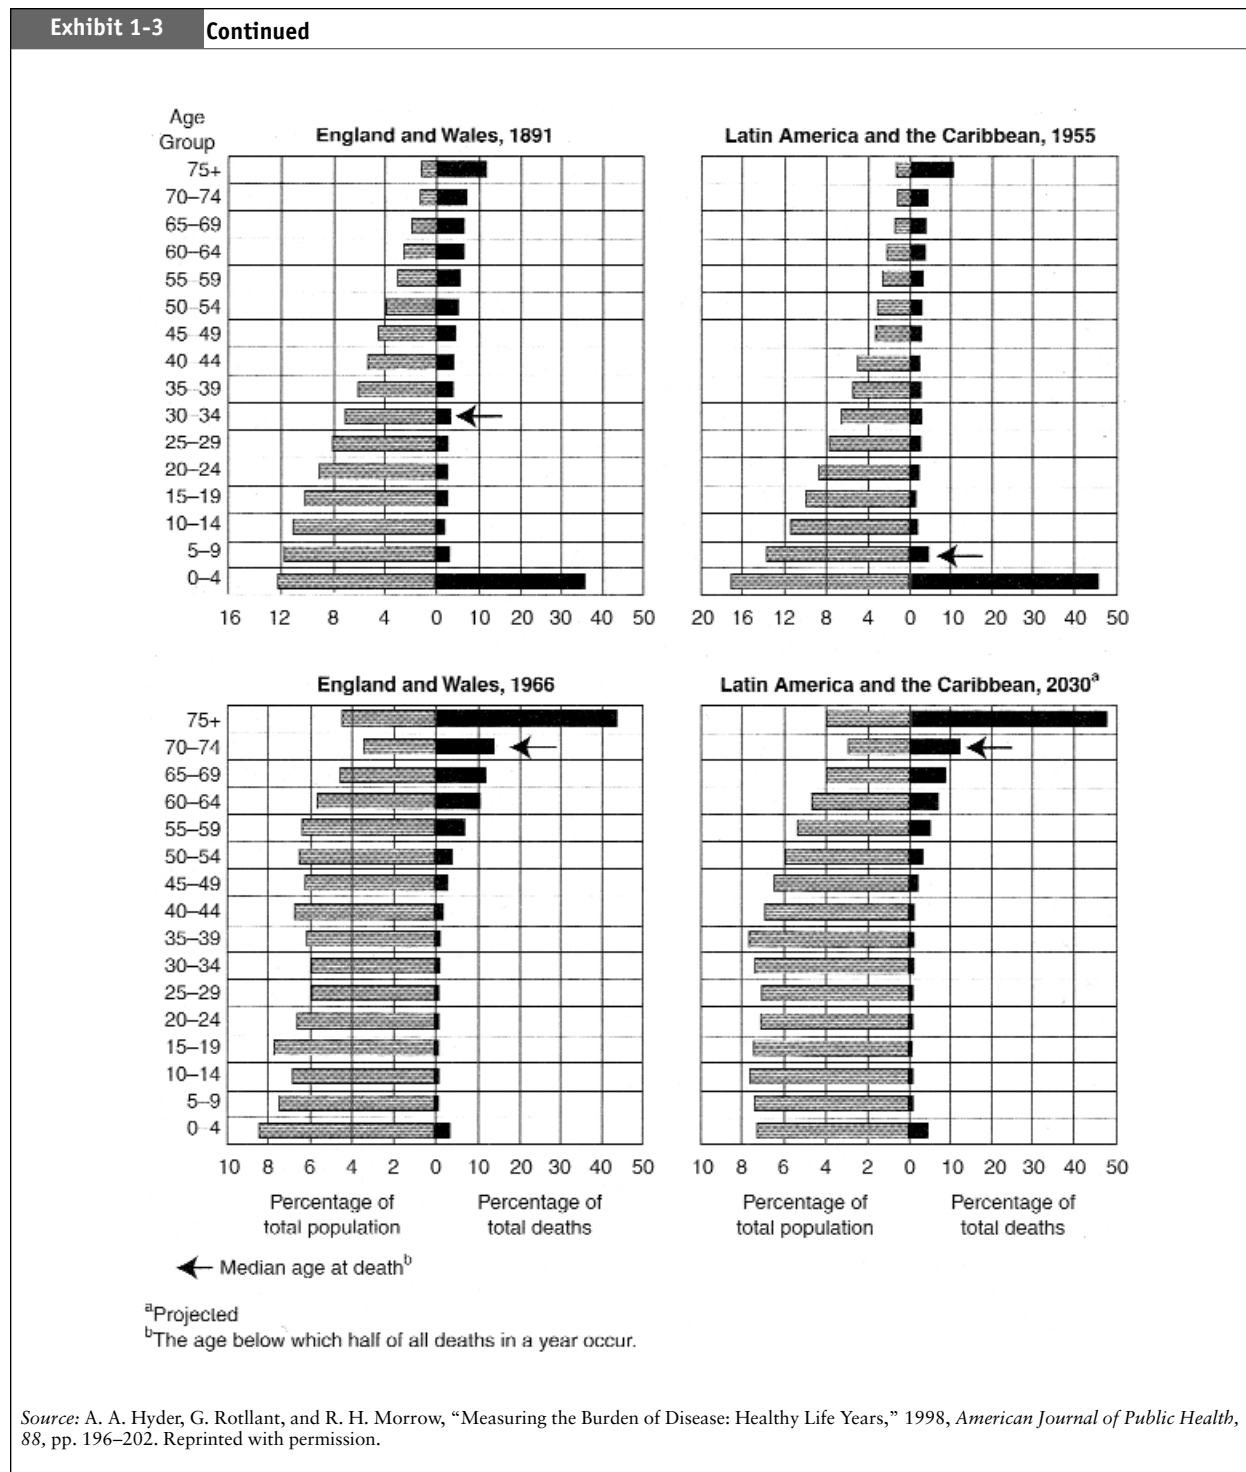 Exhibit 1-3 Continued
Age
Group
England and Wales, 1891
Latin America and the Caribbean, 1955
75+
70–74
65–69
60–64
55–59
50–54
45–49
40–44
35–39
30–34
25–29
20–24
15–19
10–14
5–9
0–4
16 12 8 4 0 10 20 30 40 50
20 16 12 8 4 0 10 20 30 40 50
England and Wales, 1966
Latin America and the Caribbean, 2030a
75+
70–74
65–69
60–64
55–59
50–54
45–49
40–44
35–39
30–34
25–29
20–24
15–19
10–14
5–9
0–4
10 8 6 4 2 0 10 20 30 40 50
10 8 6 4 2 0 10 20 30 40 50
Percentage of
total population
Percentage of
total deaths
Percentage of
total population
Percentage of
total deaths
Median age at deathb
aProjected
bThe age below which half of all deaths in a year occur.
Source: A. A. Hyder, G. Rotllant, and R. H. Morrow, “Measuring the Burden of Disease: Healthy Life Years,” 1998, American Journal of Public Health,
88, pp. 196–202. Reprinted with permission.